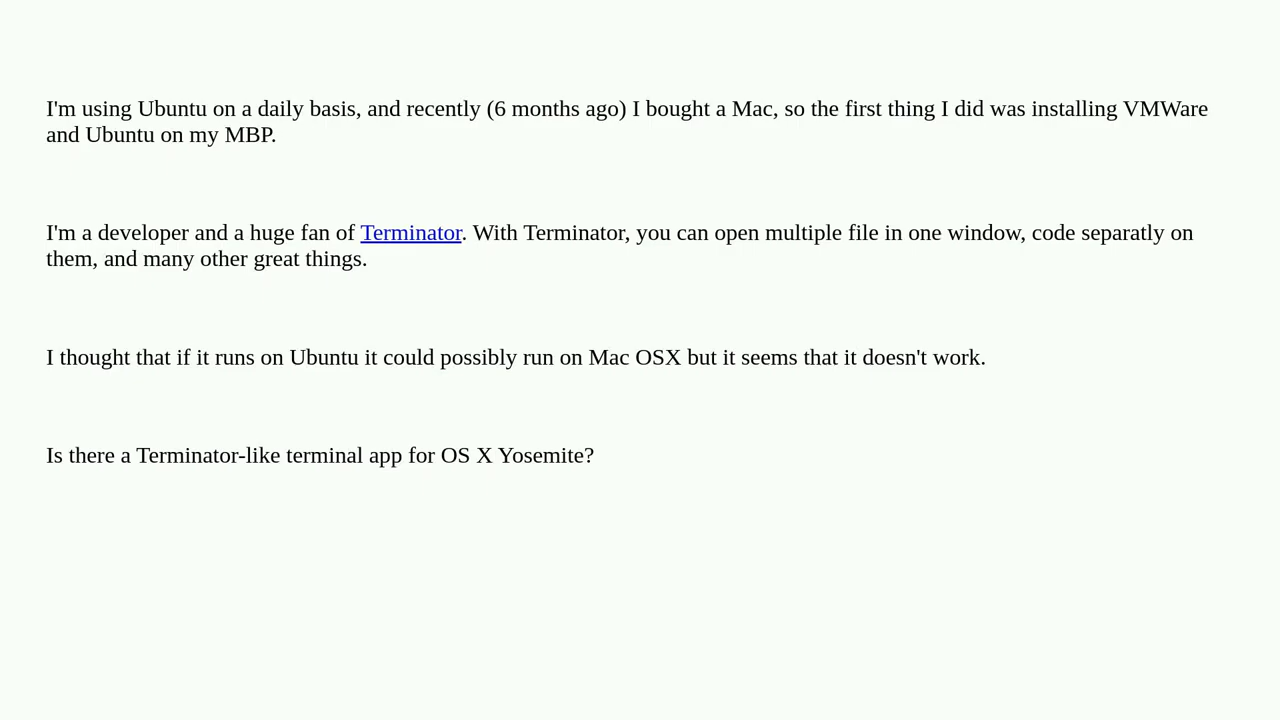 I'm using Ubuntu on a daily basis, and recently (6 months ago) I bought a Mac, so the first thing I did was installing VMWare
and Ubuntu on my MBP.
I'm a developer and a huge fan of Terminator. With Terminator, you can open multiple file in one window, code separatly on
them, and many other great things.
I thought that if it runs on Ubuntu it could possibly run on Mac OSX but it seems that it doesn't work.
Is there a Terminator-like terminal app for OS X Yosemite?